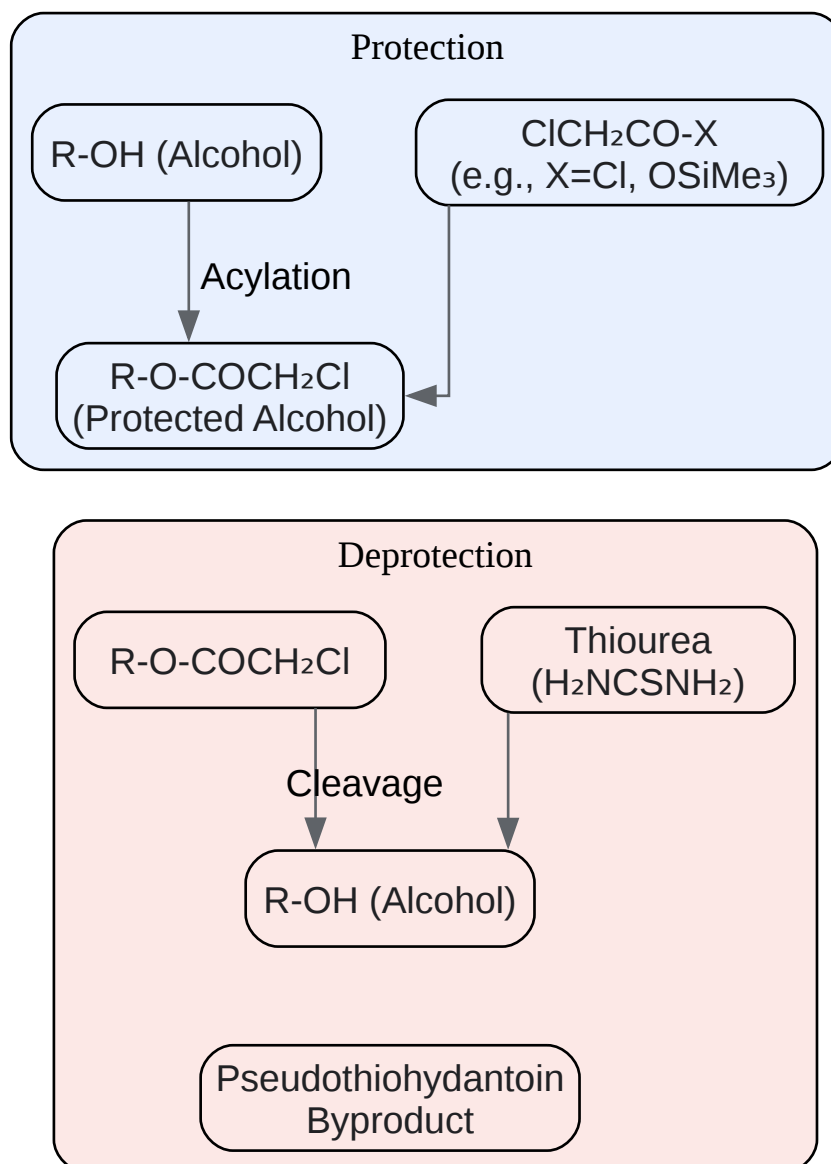 Protection
R-OH (Alcohol)
ClCH₂CO-X
(e.g., X=Cl, OSiMe₃)
Acylation
R-O-COCH₂Cl
(Protected Alcohol)
Deprotection
R-O-COCH₂Cl
Thiourea
(H₂NCSNH₂)
Cleavage
R-OH (Alcohol)
Pseudothiohydantoin
Byproduct